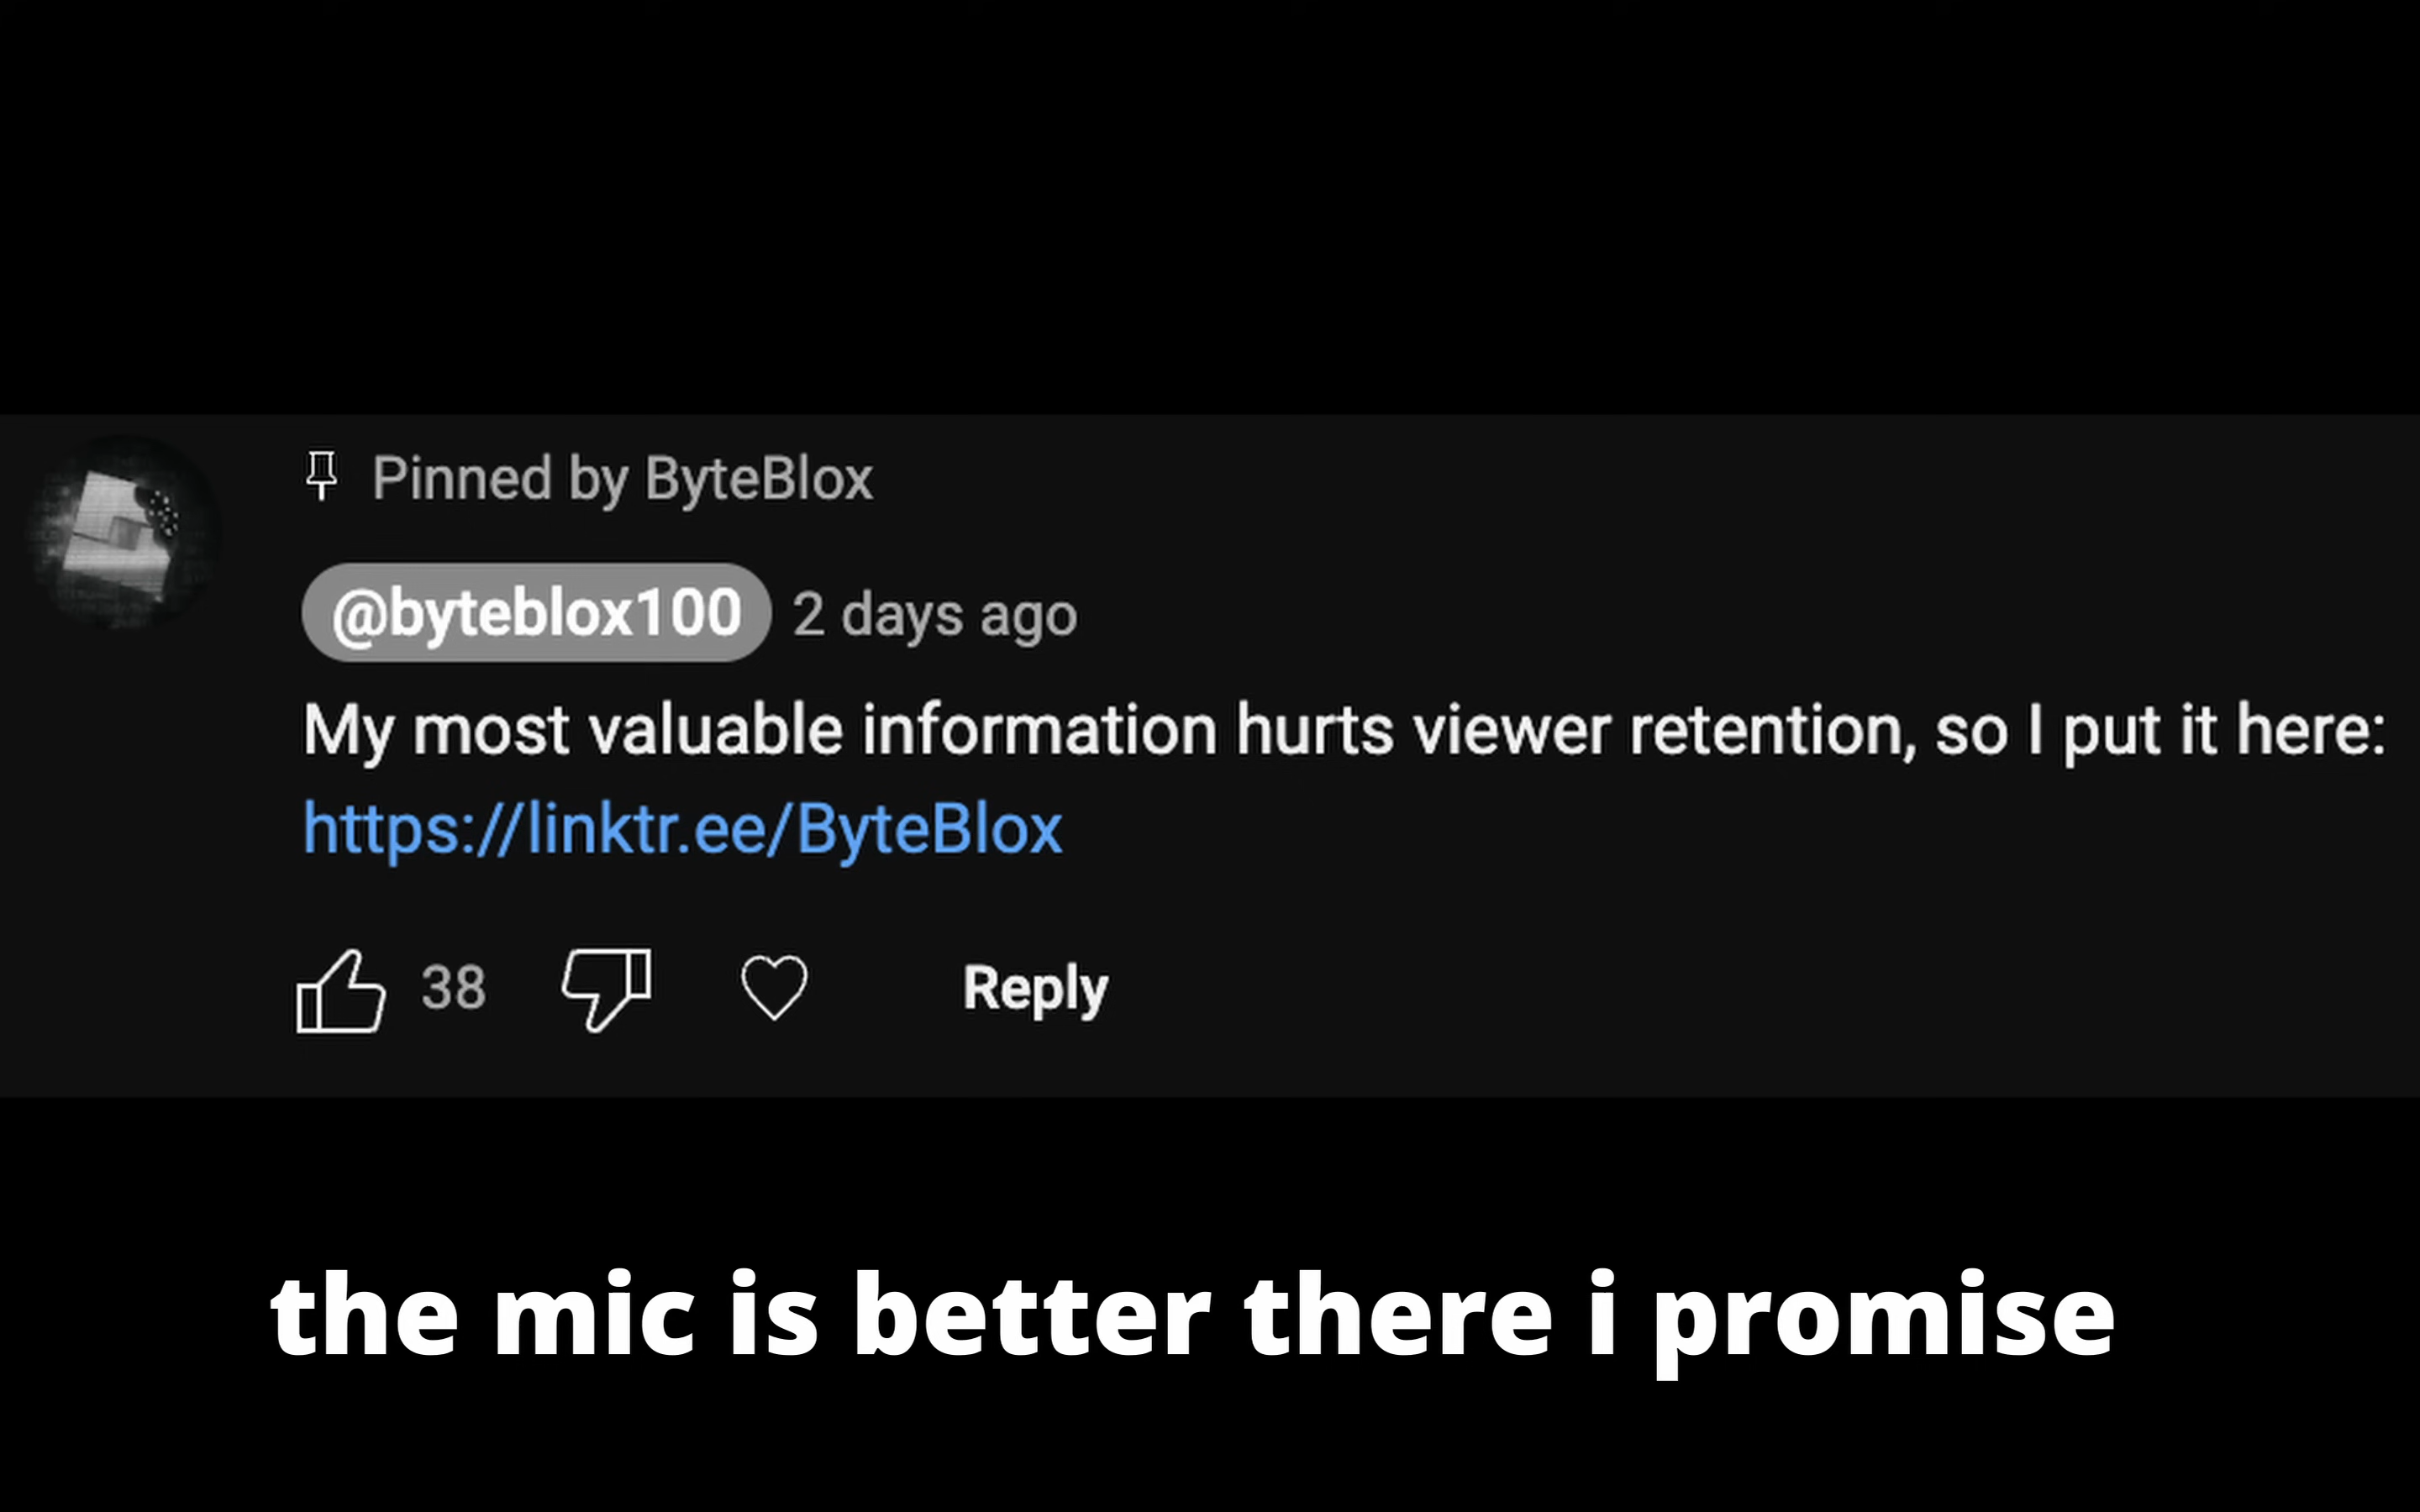 Pinned by ByteBlox
@byteblox100 2 days ago
My most valuable information hurts viewer retention, so I put it here:
https://linktr.ee/ByteBlox
38 Reply
the mic is better there i promise